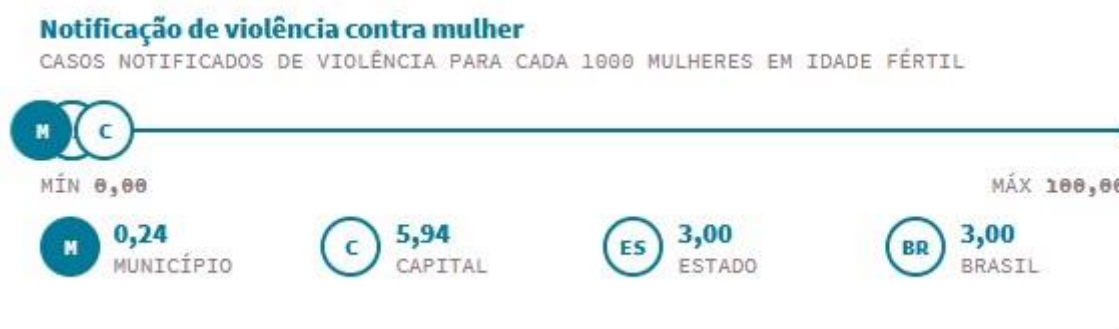 Notificação de violência contra mulher
CASOS NOTIFICADOS DE VIOLÊNCIA PARA CADA 1000 MULHERES EM IDADE FÉRTIL
M C
MÍN 0,00 MÁX 100,00
M 0,24 C 5,94 ES 3,00 BR 3,00
MUNICÍPIO CAPITAL ESTADO BRASIL